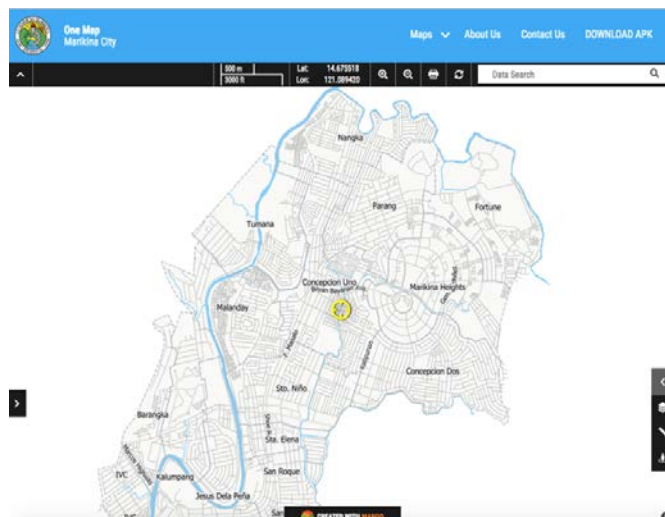 One Map
Marikina City
Maps
About Us
Contact Us
DOWNLOAD APK
500 m
3000 ft
Lat: 14.675518
Lon: 121.089420
Data Search
Nangka
Parang
Fortune
Tumana
Concepcion Uno
Marikina Heights
Malanday
Concepcion Dos
Sto. Niño
Barangka
Sta. Elena
San Roque
IVC
Kalumpang
Jesus Dela Peña